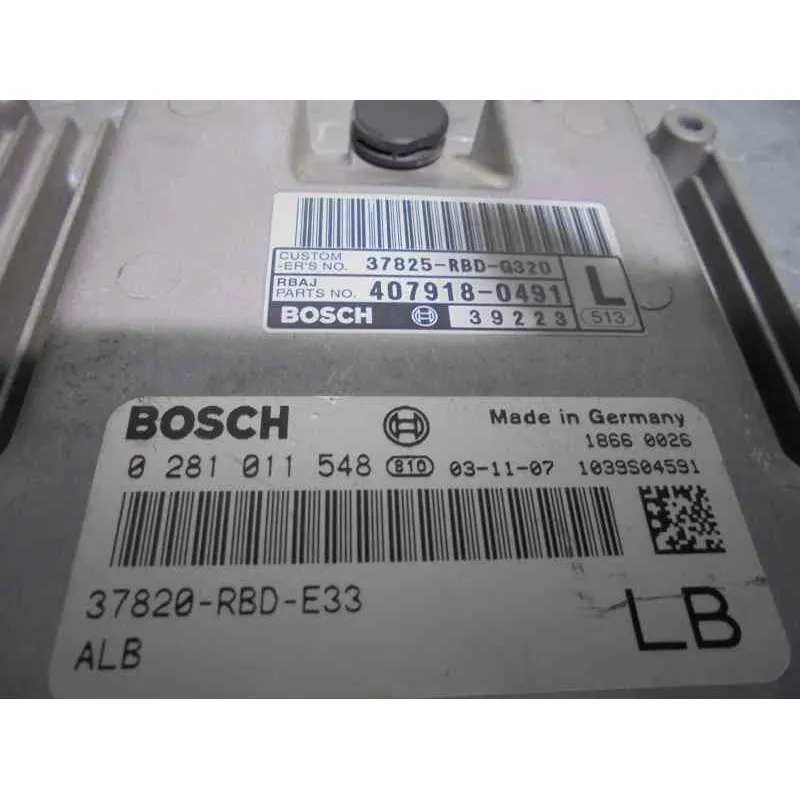 CUSTOM
-ER'S NO. 37825-RBD-G320
RBAJ
PARTS NO. 407918-0491 L
BOSCH 39223 513
BOSCH Made in Germany
1866 0026
0 281 011 548 810 03-11-07 1039S04591
37820-RBD-E33
ALB LB